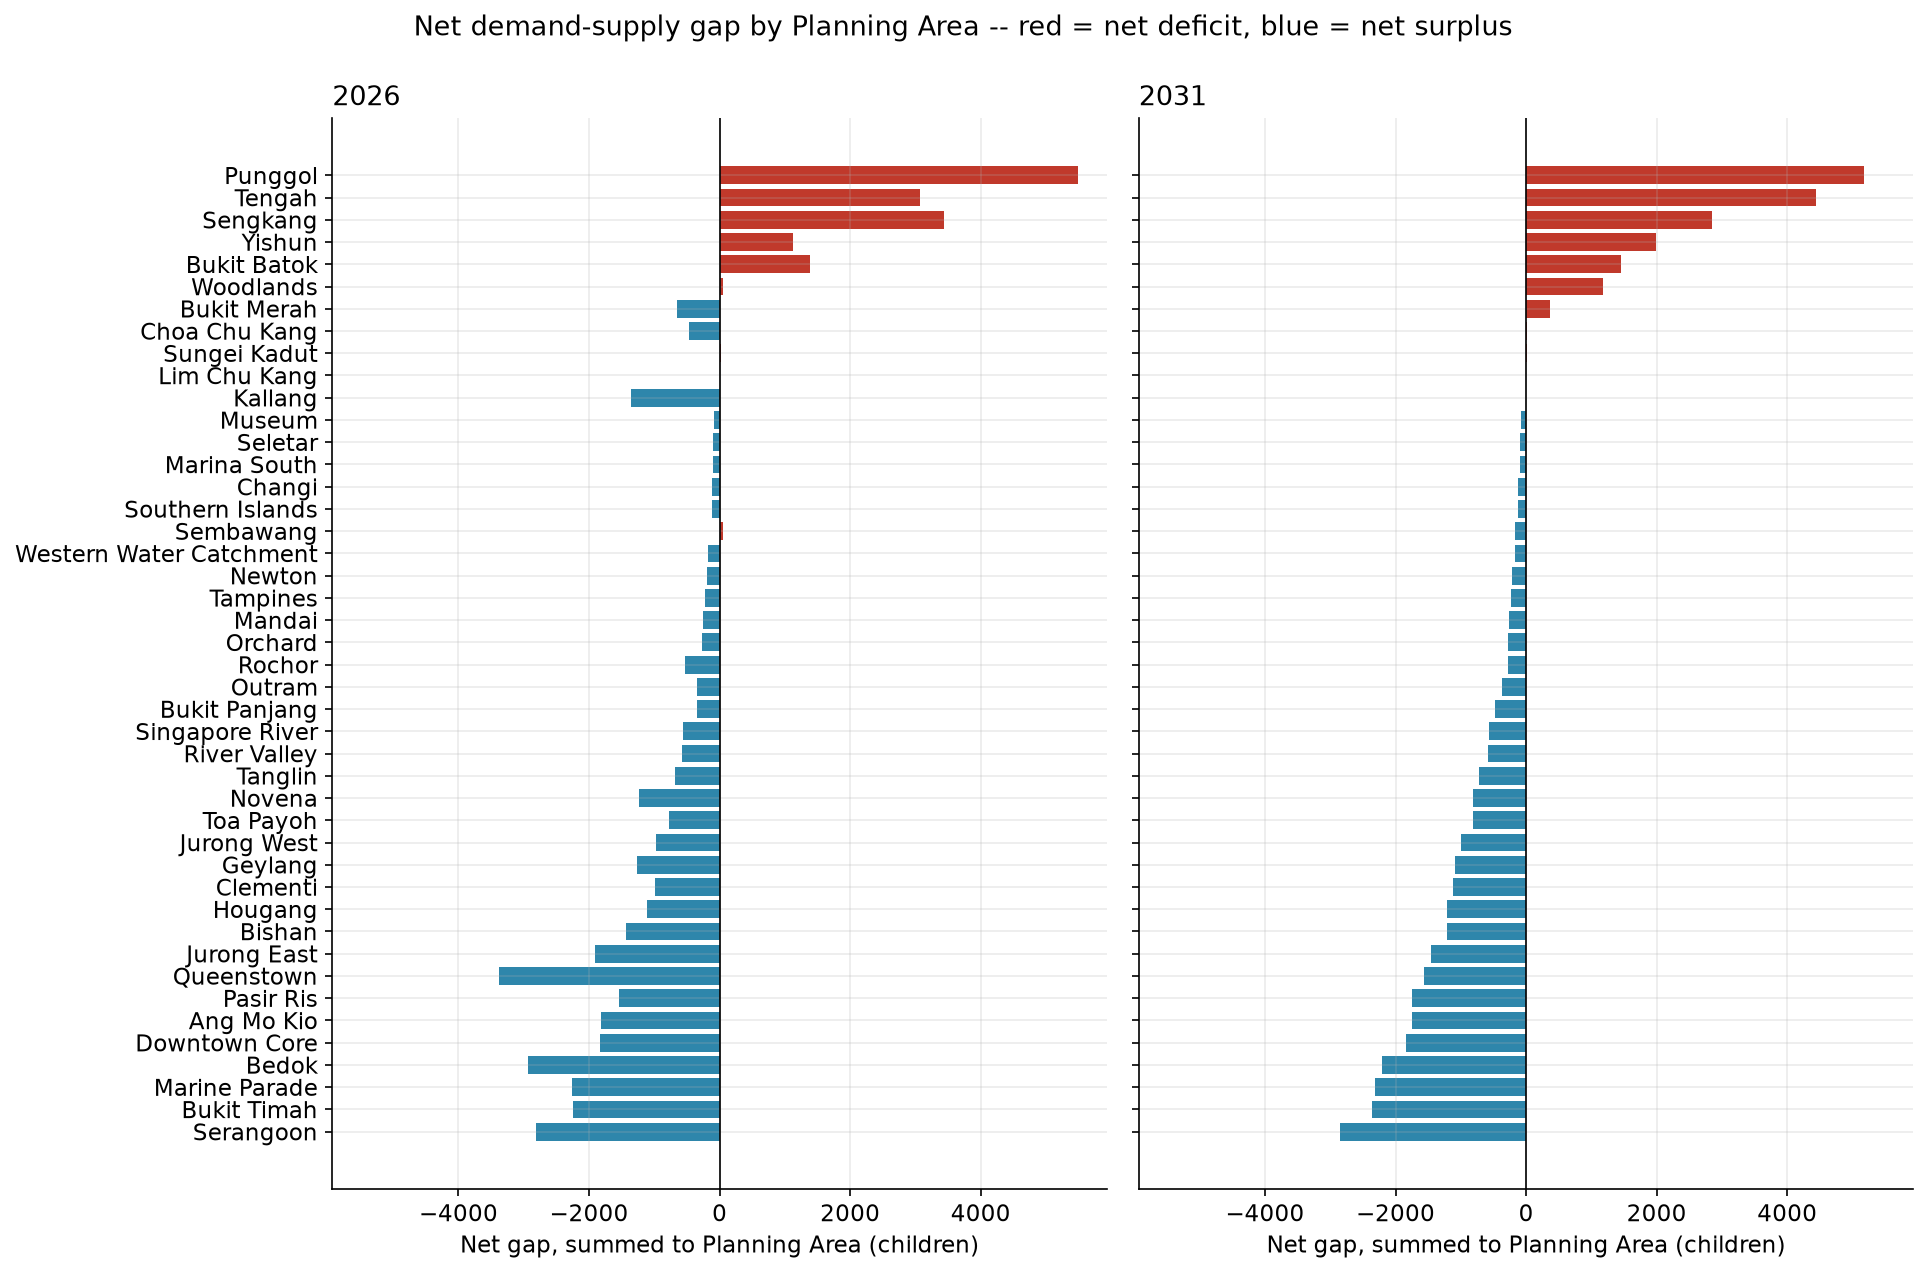 Net demand-supply gap by Planning Area -- red = net deficit, blue = net surplus
2026
2031
Punggol
Tengah
Sengkang
Yishun
Bukit Batok
Woodlands
Bukit Merah
Choa Chu Kang
Sungei Kadut
Lim Chu Kang
Kallang
Museum
Seletar
Marina South
Changi
Southern Islands
Sembawang
Western Water Catchment
Newton
Tampines
Mandai
Orchard
Rochor
Outram
Bukit Panjang
Singapore River
River Valley
Tanglin
Novena
Toa Payoh
Jurong West
Geylang
Clementi
Hougang
Bishan
Jurong East
Queenstown
Pasir Ris
Ang Mo Kio
Downtown Core
Bedok
Marine Parade
Bukit Timah
Serangoon
−4000 −2000 0 2000 4000
−4000 −2000 0 2000 4000
Net gap, summed to Planning Area (children)
Net gap, summed to Planning Area (children)